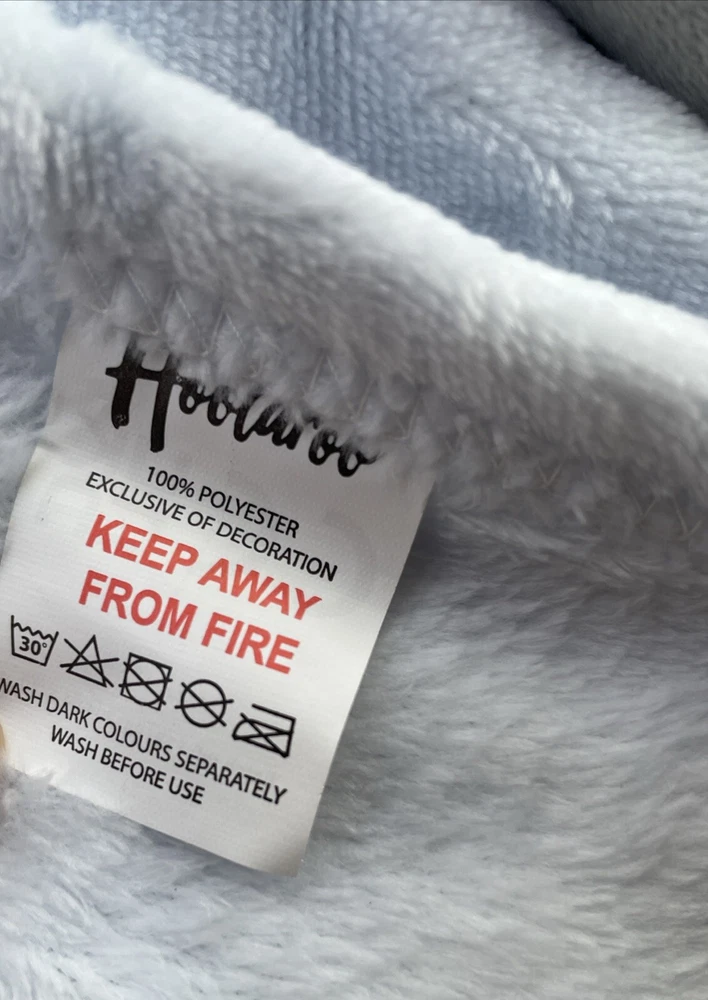 Hoolaroo
100% POLYESTER
EXCLUSIVE OF DECORATION
KEEP AWAY
FROM FIRE
30°
WASH DARK COLOURS SEPARATELY
WASH BEFORE USE